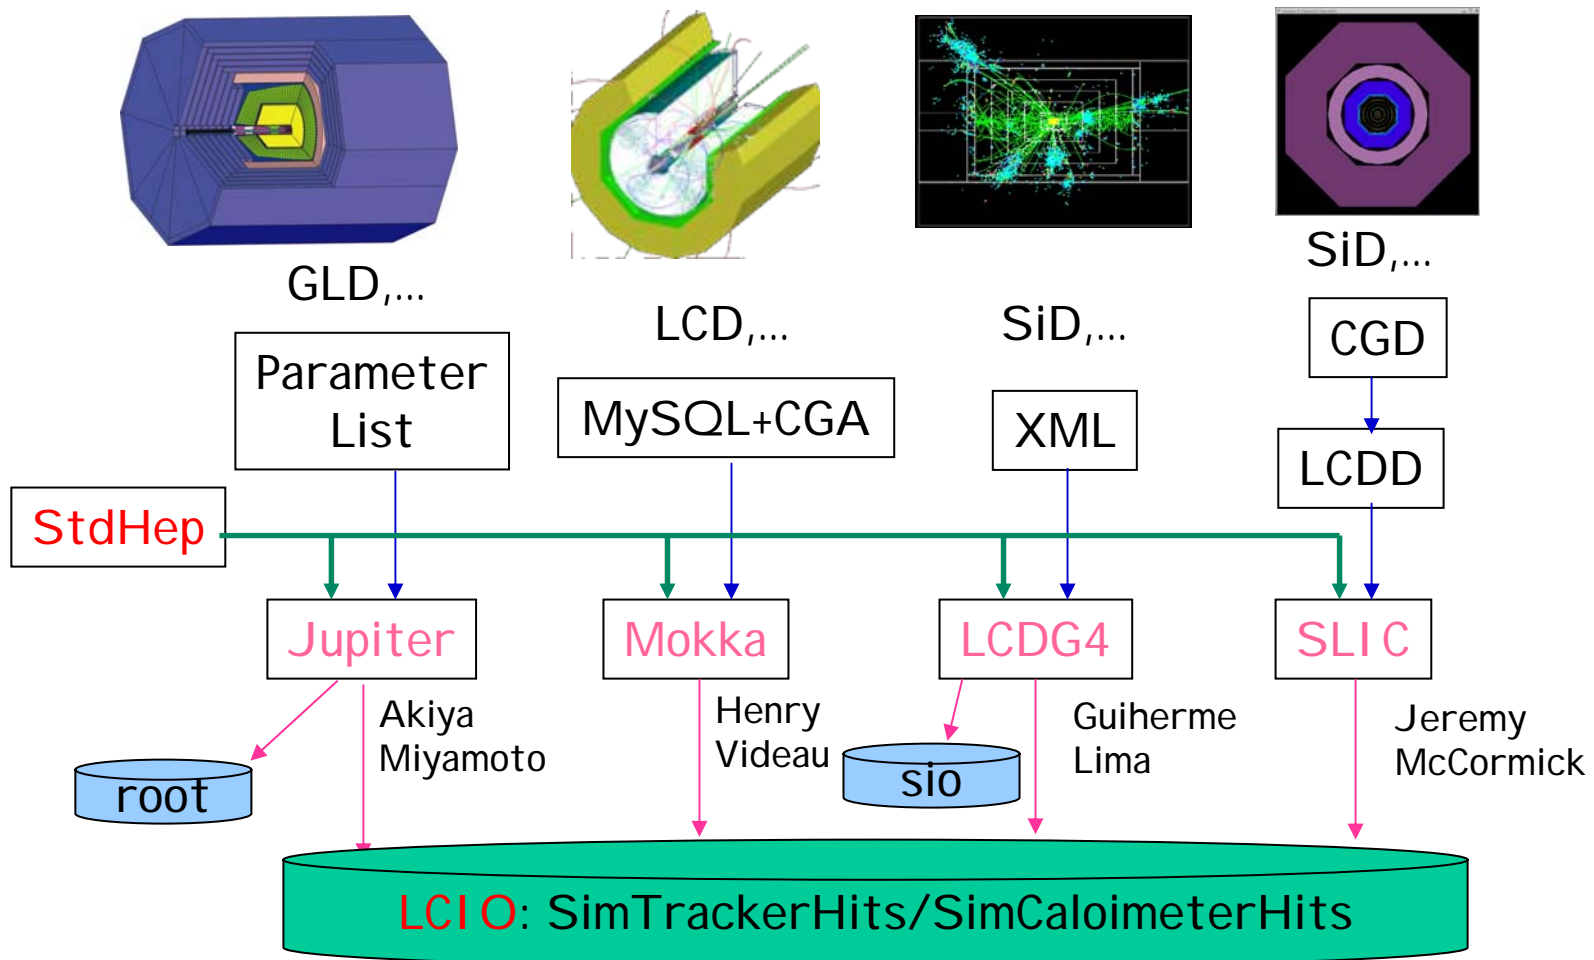 GLD,...
LCD,...
SiD,...
SiD,...
Parameter
List
MySQL+CGA
XML
CGD
LCDD
StdHep
Jupiter
Mokka
LCDG4
SLIC
Akiya
Miyamoto
Henry
Videau
Guiherme
Lima
Jeremy
McCormick
root
sio
LCIO: SimTrackerHits/SimCaloimeterHits